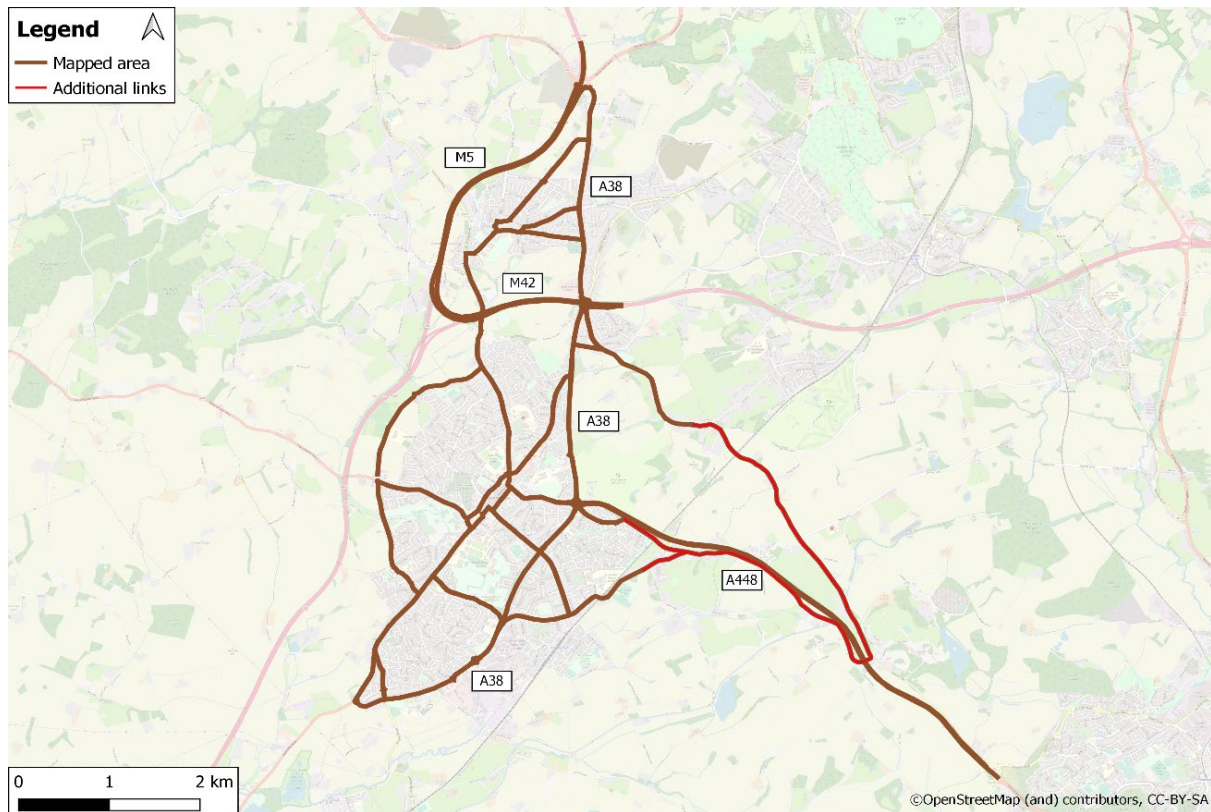 Legend
Mapped area
Additional links
M5
A38
M42
A38
A448
A38
0 1 2 km
©OpenStreetMap (and) contributors, CC-BY-SA